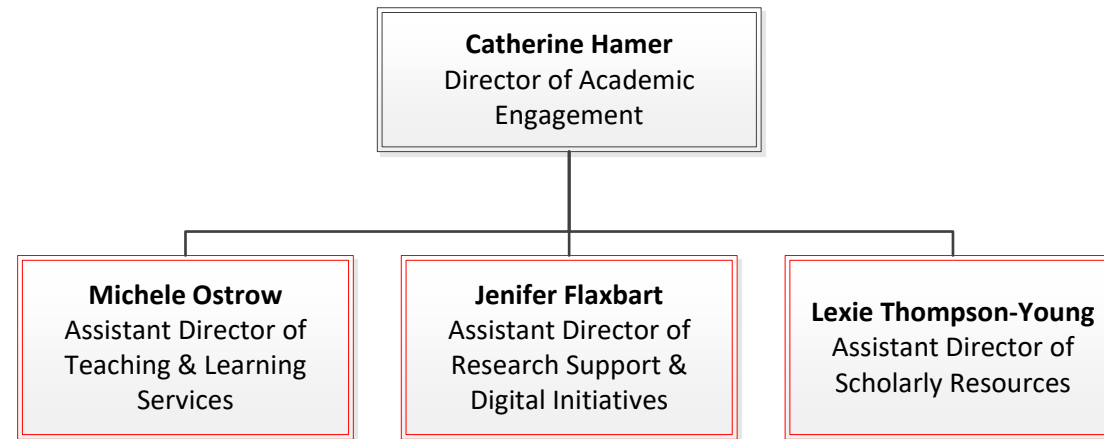 Catherine Hamer
Director of Academic
Engagement
Michele Ostrow
Assistant Director of
Teaching & Learning
Services
Jenifer Flaxbart
Assistant Director of
Research Support &
Digital Initiatives
Lexie Thompson-Young
Assistant Director of
Scholarly Resources